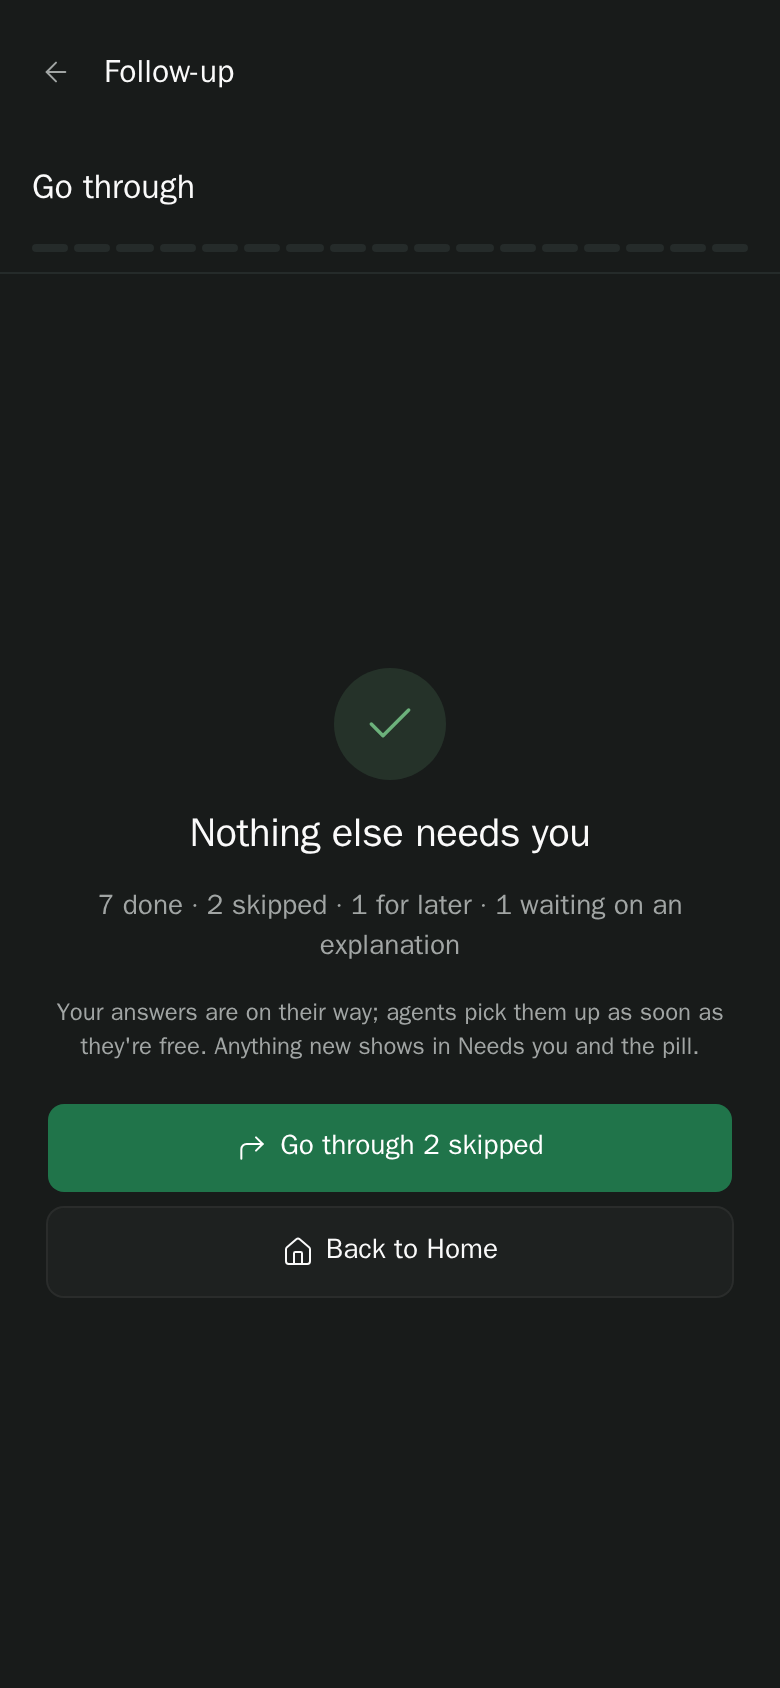 Follow-up
Go through
Nothing else needs you
7 done · 2 skipped · 1 for later · 1 waiting on an
explanation
Your answers are on their way; agents pick them up as soon as
they're free. Anything new shows in Needs you and the pill.
Go through 2 skipped
Back to Home